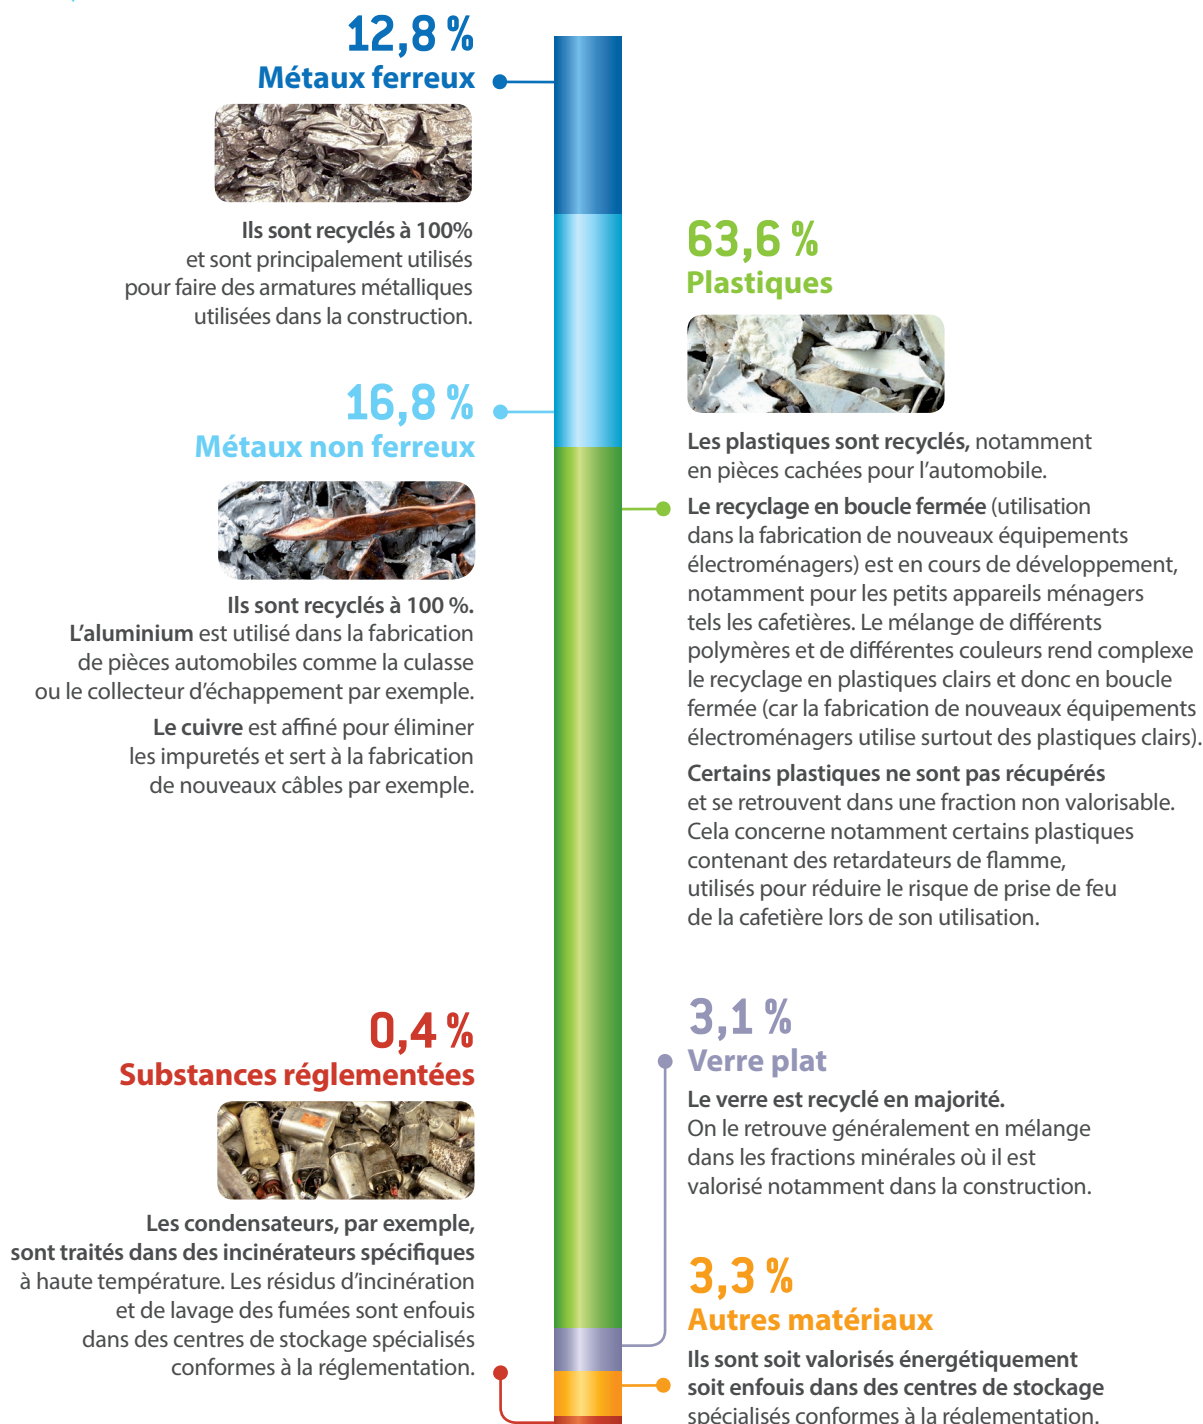 12,8 %
Métaux ferreux
Ils sont recyclés à 100%
et sont principalement utilisés
pour faire des armatures métalliques
utilisées dans la construction.
16,8 %
Métaux non ferreux
Ils sont recyclés à 100 %.
L’aluminium est utilisé dans la fabrication
de pièces automobiles comme la culasse
ou le collecteur d’échappement par exemple.
Le cuivre est affiné pour éliminer
les impuretés et sert à la fabrication
de nouveaux câbles par exemple.
63,6 %
Plastiques
Les plastiques sont recyclés, notamment
en pièces cachées pour l’automobile.
Le recyclage en boucle fermée (utilisation
dans la fabrication de nouveaux équipements
électroménagers) est en cours de développement,
notamment pour les petits appareils ménagers
tels les cafetières. Le mélange de différents
polymères et de différentes couleurs rend complexe
le recyclage en plastiques clairs et donc en boucle
fermée (car la fabrication de nouveaux équipements
électroménagers utilise surtout des plastiques clairs).
Certains plastiques ne sont pas récupérés
et se retrouvent dans une fraction non valorisable.
Cela concerne notamment certains plastiques
contenant des retardateurs de flamme,
utilisés pour réduire le risque de prise de feu
de la cafetière lors de son utilisation.
0,4 %
Substances réglementées
Les condensateurs, par exemple,
sont traités dans des incinérateurs spécifiques
à haute température. Les résidus d’incinération
et de lavage des fumées sont enfouis
dans des centres de stockage spécialisés
conformes à la réglementation.
3,1 %
Verre plat
Le verre est recyclé en majorité.
On le retrouve généralement en mélange
dans les fractions minérales où il est
valorisé notamment dans la construction.
3,3 %
Autres matériaux
Ils sont soit valorisés énergétiquement
soit enfouis dans des centres de stockage
spécialisés conformes à la réglementation.